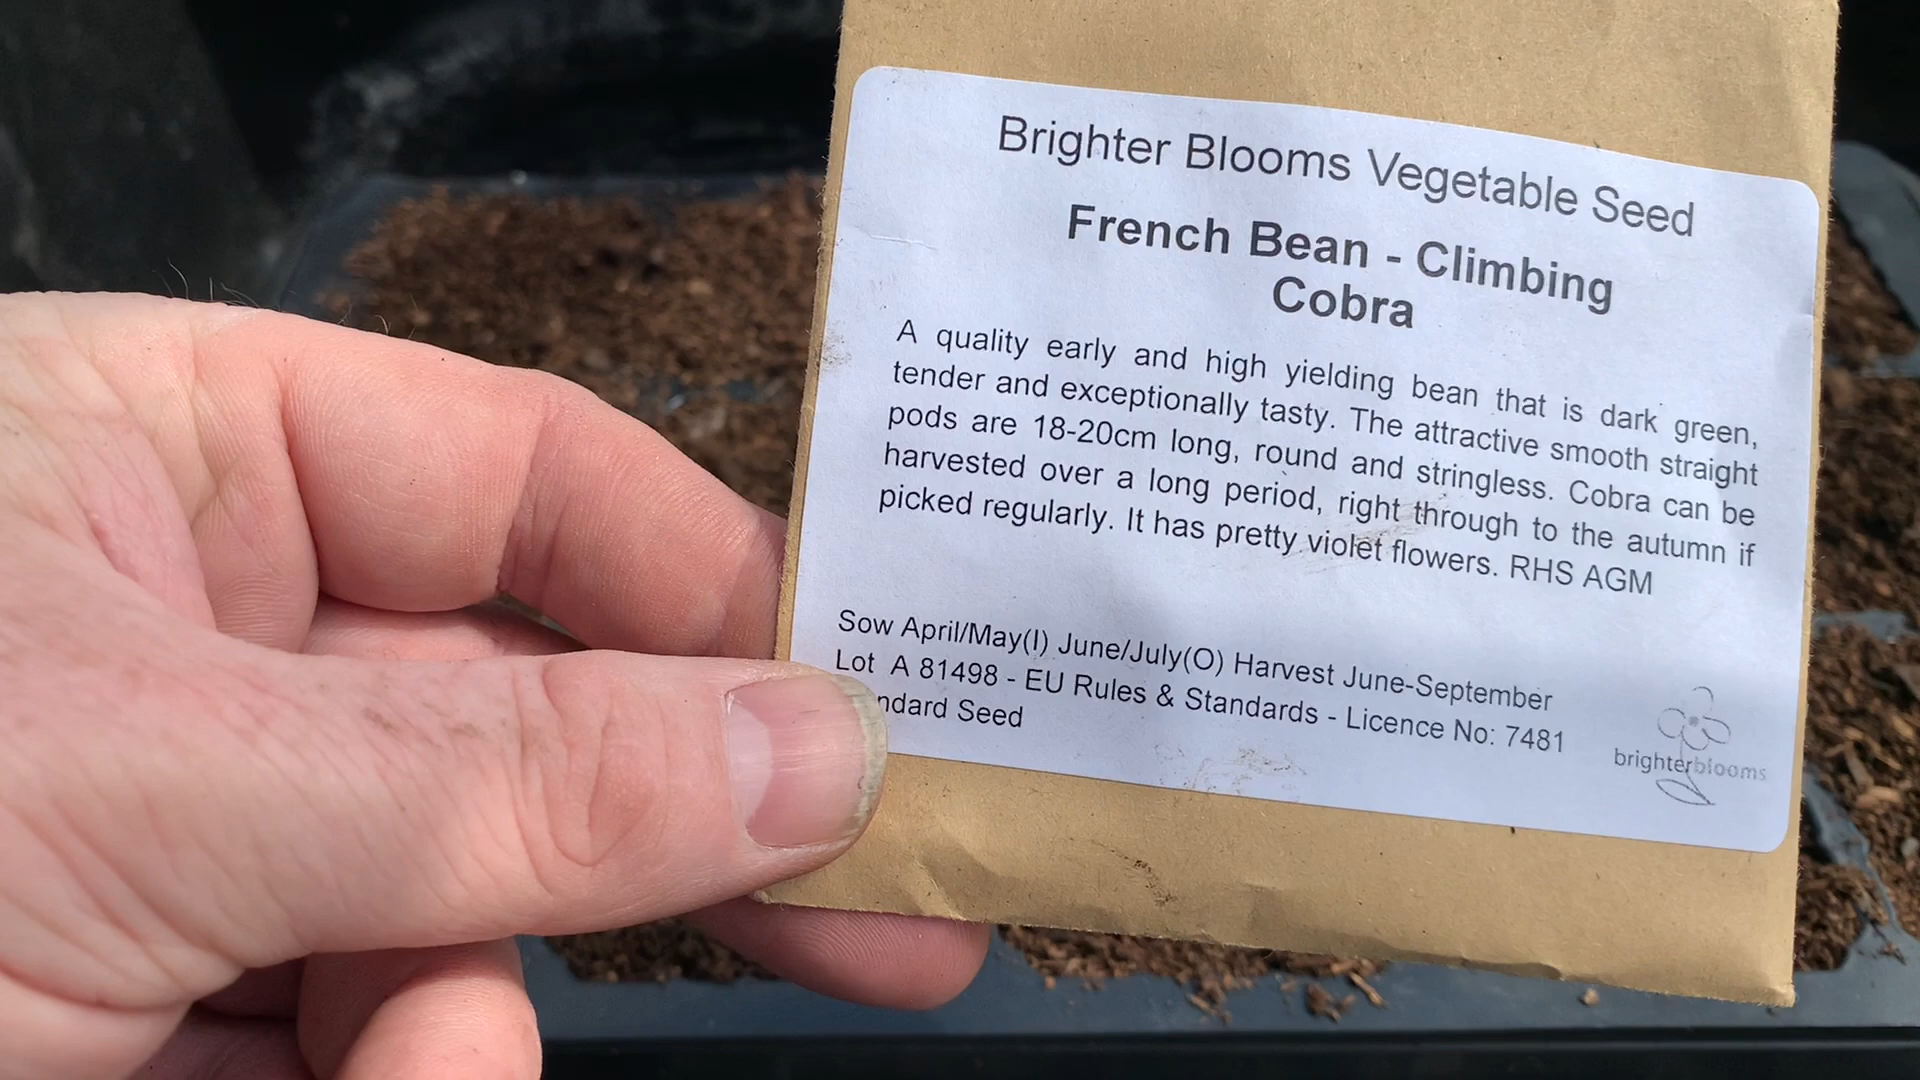 Brighter Blooms Vegetable Seed
French Bean - Climbing
Cobra
A quality early and high yielding bean that is dark green,
tender and exceptionally tasty. The attractive smooth straight
pods are 18-20cm long, round and stringless. Cobra can be
harvested over a long period, right through to the autumn if
picked regularly. It has pretty violet flowers. RHS AGM
Sow April/May(I) June/July(O) Harvest June-September
Lot A 81498 - EU Rules & Standards - Licence No: 7481
ndard Seed
brighterblooms